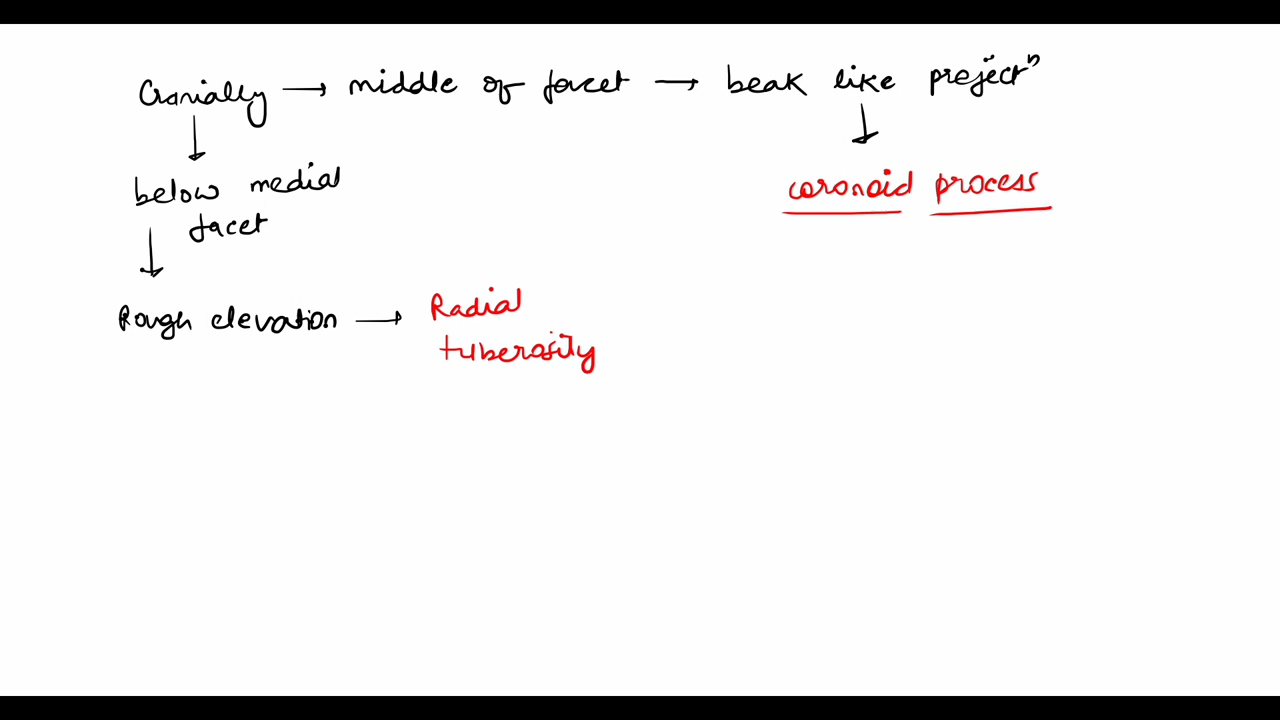 Cranially → middle of facet → beak like project^n
↓ ↓
below medial coronoid process
facet
↓
Rough elevation → Radial
tuberosity